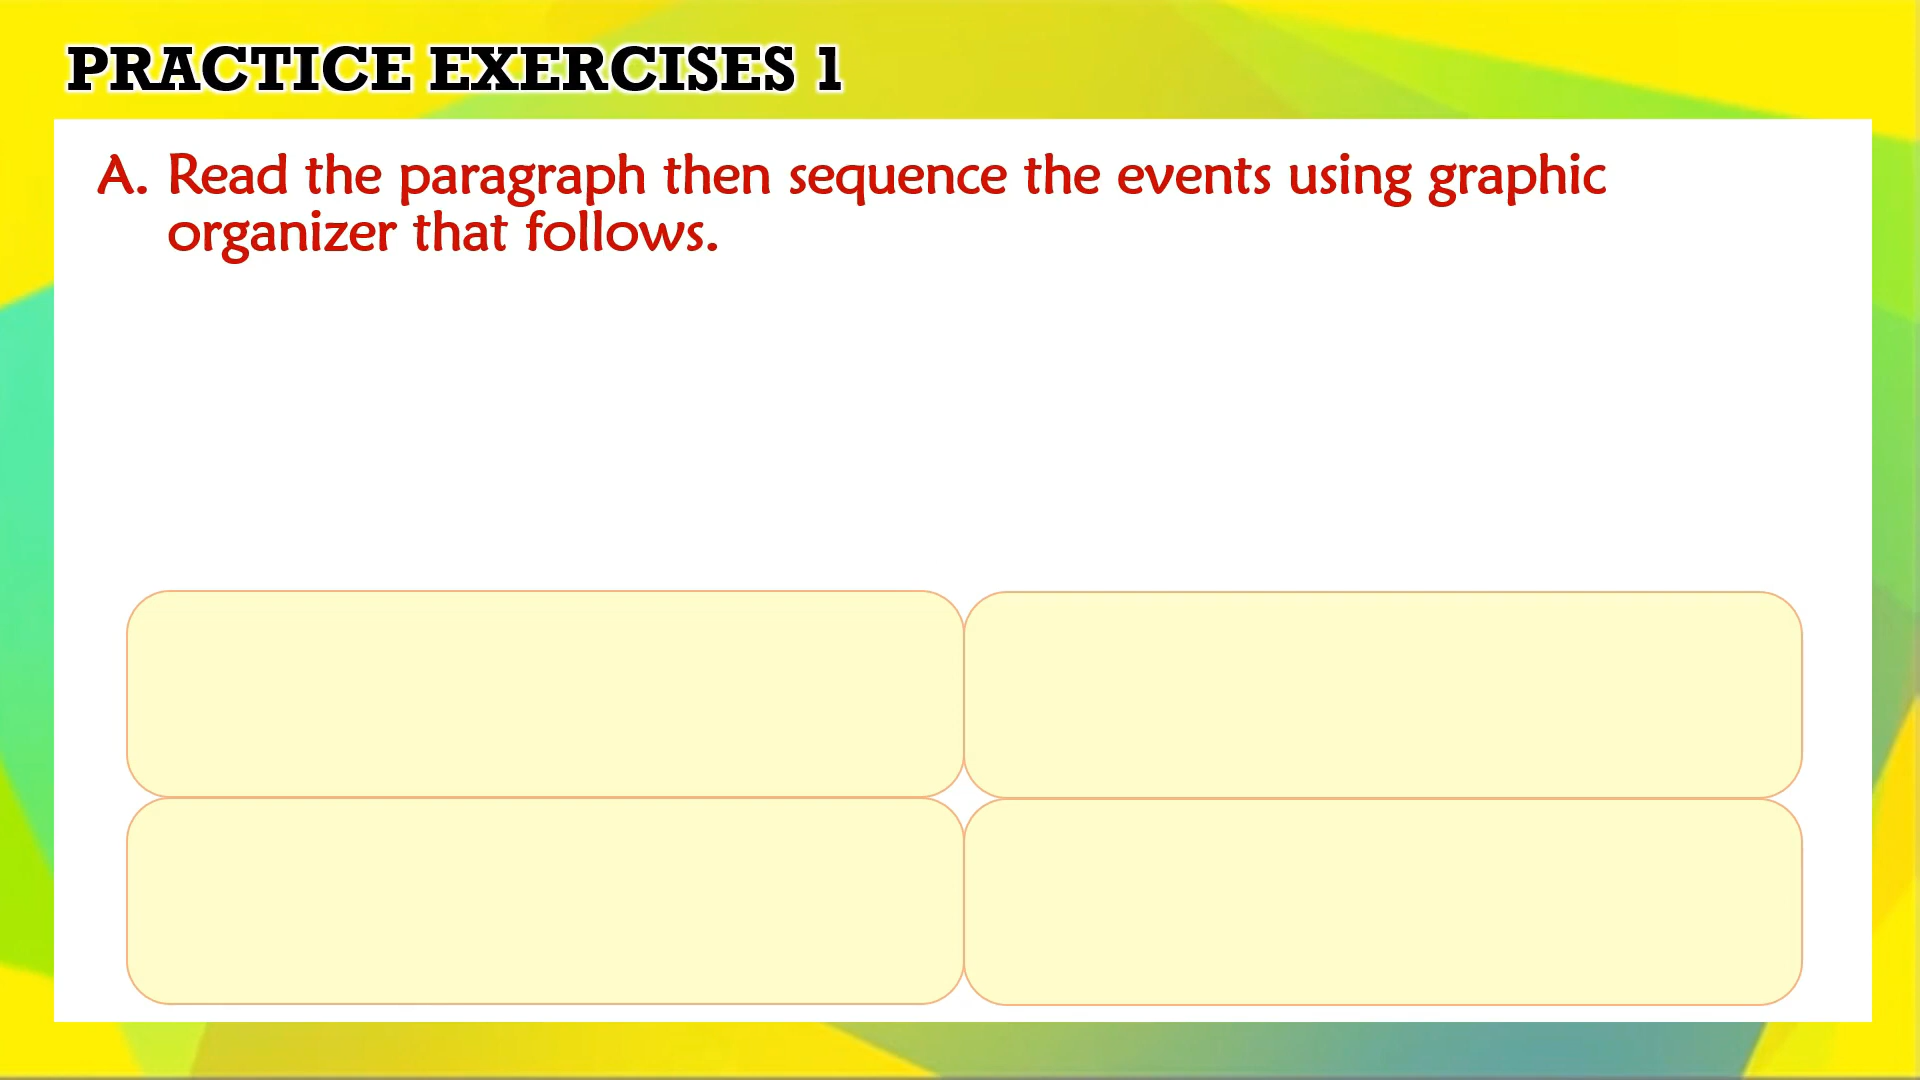 PRACTICE EXERCISES 1
A. Read the paragraph then sequence the events using graphic
organizer that follows.